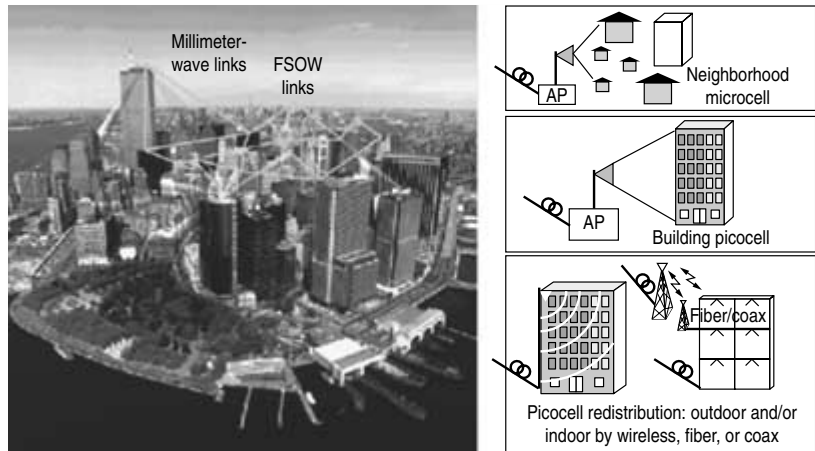 Millimeter-
wave links
FSOW
links
AP
Neighborhood
microcell
AP
Building picocell
Fiber/coax
Picocell redistribution: outdoor and/or
indoor by wireless, fiber, or coax